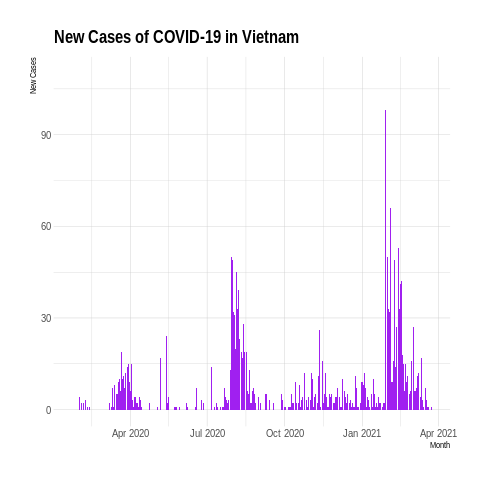 New Cases of COVID-19 in Vietnam
New Cases
90
60
30
0
Apr 2020 Jul 2020 Oct 2020 Jan 2021 Apr 2021
Month